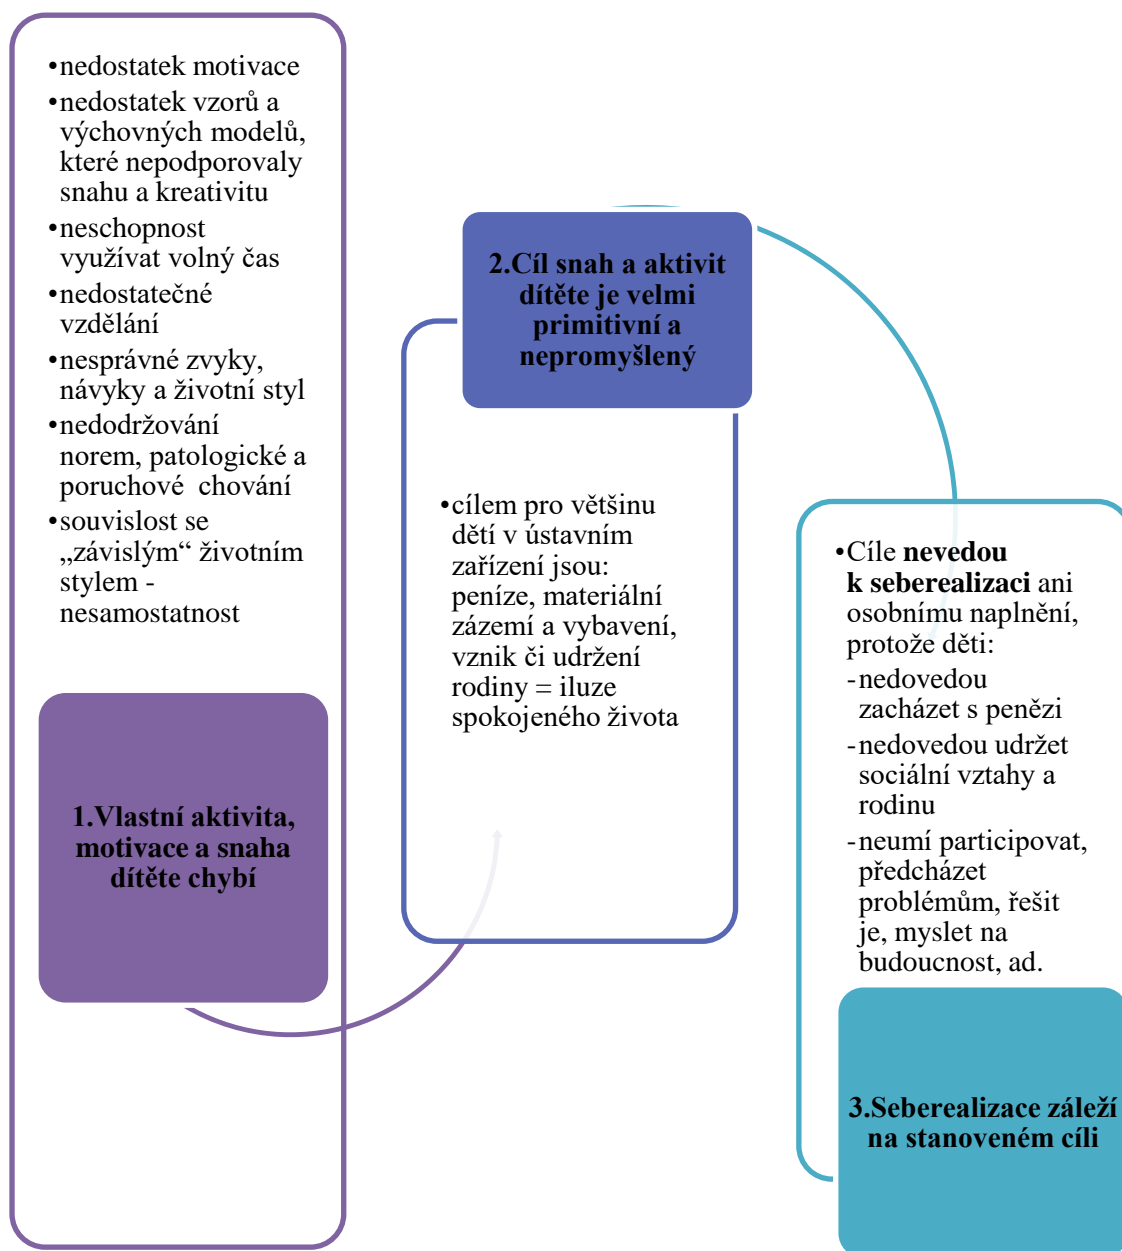 •nedostatek motivace
•nedostatek vzorů a
výchovných modelů,
které nepodporovaly
snahu a kreativitu
•neschopnost
využívat volný čas
•nedostatečné
vzdělání
•nesprávné zvyky,
návyky a životní styl
•nedodržování
norem, patologické a
poruchové  chování
•souvislost se
„závislým“ životním
stylem -
nesamostatnost
1.Vlastní aktivita,
motivace a snaha
dítěte chybí
2.Cíl snah a aktivit
dítěte je velmi
primitivní a
nepromyšlený
•cílem pro většinu
dětí v ústavním
zařízení jsou:
peníze, materiální
zázemí a vybavení,
vznik či udržení
rodiny = iluze
spokojeného života
•Cíle nevedou
k seberealizaci ani
osobnímu naplnění,
protože děti:
-nedovedou
zacházet s penězi
-nedovedou udržet
sociální vztahy a
rodinu
-neumí participovat,
předcházet
problémům, řešit
je, myslet na
budoucnost, ad.
3.Seberealizace záleží
na stanoveném cíli